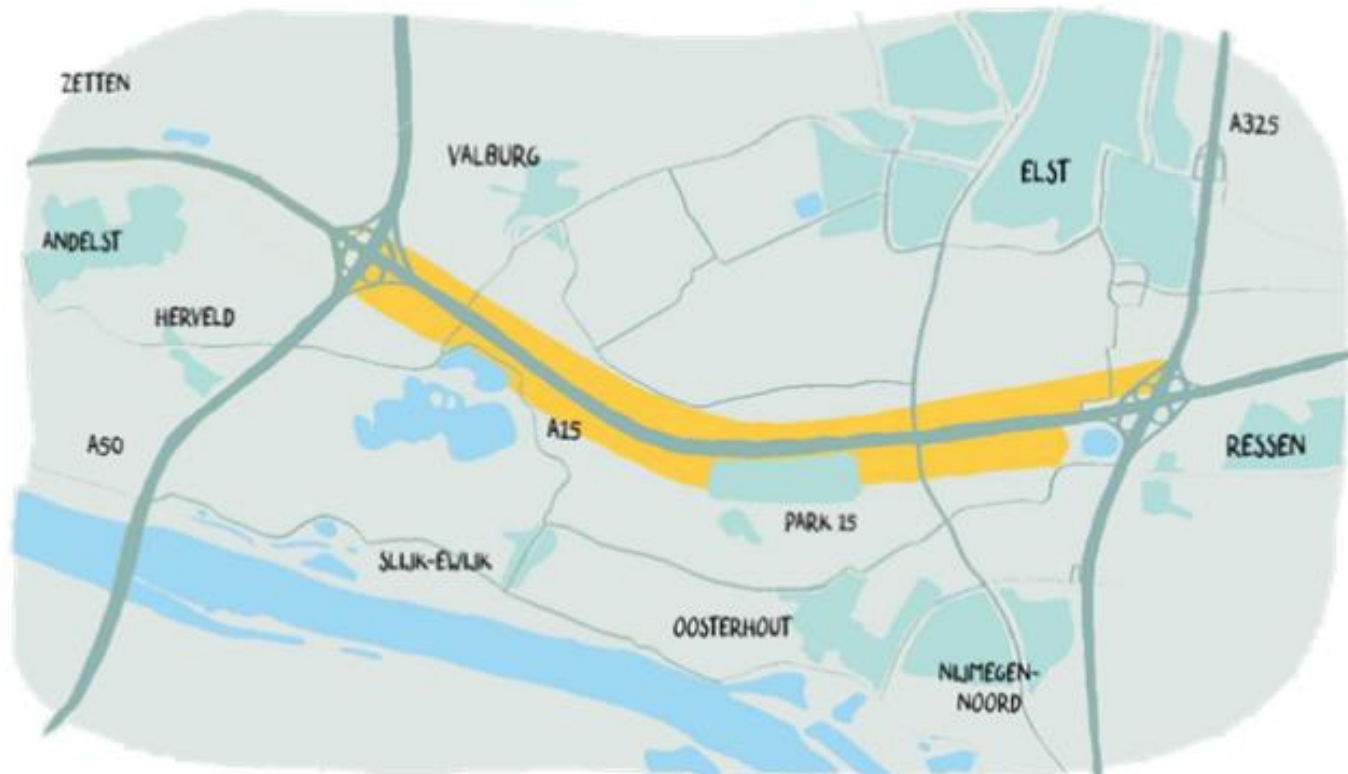 ZETTEN
A325
VALBURG
ELST
ANDELST
HERVELD
A15
A50
RESSEN
PARK 15
SLIJK-EWIJK
OOSTERHOUT
NIJMEGEN-
NOORD